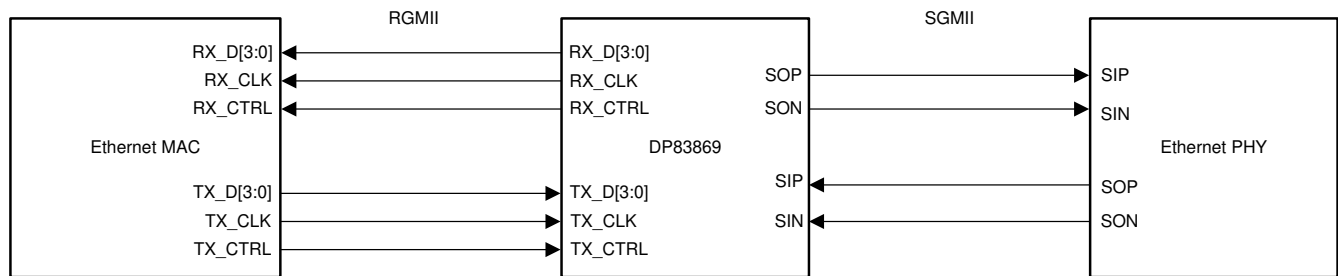 RGMII
SGMII
Ethernet MAC
RX_D[3:0]
RX_CLK
RX_CTRL
TX_D[3:0]
TX_CLK
TX_CTRL
RX_D[3:0]
RX_CLK
RX_CTRL
DP83869
TX_D[3:0]
TX_CLK
TX_CTRL
SOP
SON
SIP
SIN
SIP
SIN
Ethernet PHY
SOP
SON